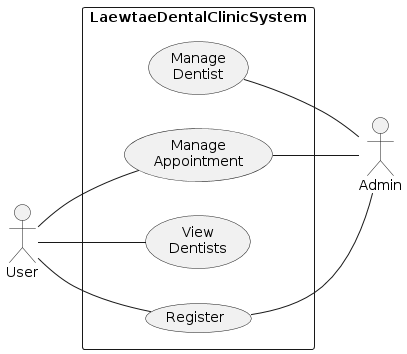 LaewtaeDentalClinicSystem
Manage
Dentist
Manage
Appointment
Admin
View
Dentists
User
Register